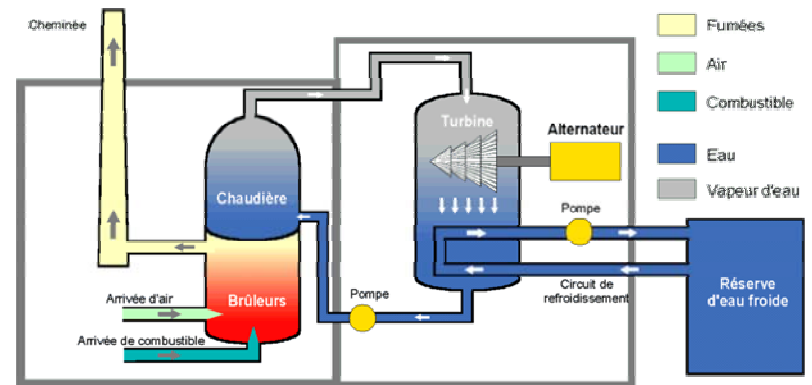 Cheminée
Fumées
Air
Combustible
Eau
Vapeur d'eau
Turbine
Alternateur
Chaudière
Pompe
Circuit de
refroidissement
Réserve
d'eau froide
Brûleurs
Arrivée d'air
Arrivée de combustible
Pompe